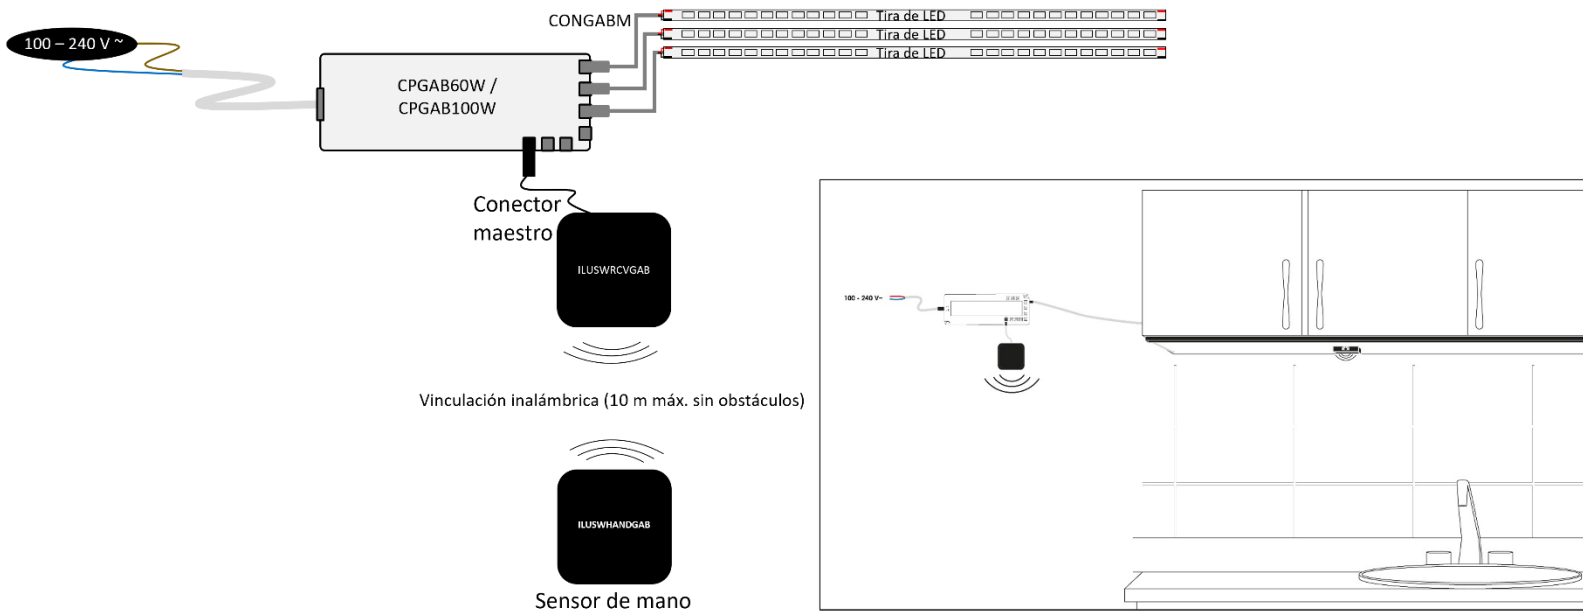 CONGABM
Tira de LED
Tira de LED
Tira de LED
100 – 240 V ~
CPGAB60W /
CPGAB100W
Conector
maestro
ILUSWRCVGAB
100 - 240 V~
Vinculación inalámbrica (10 m máx. sin obstáculos)
ILUSWHANDGAB
Sensor de mano